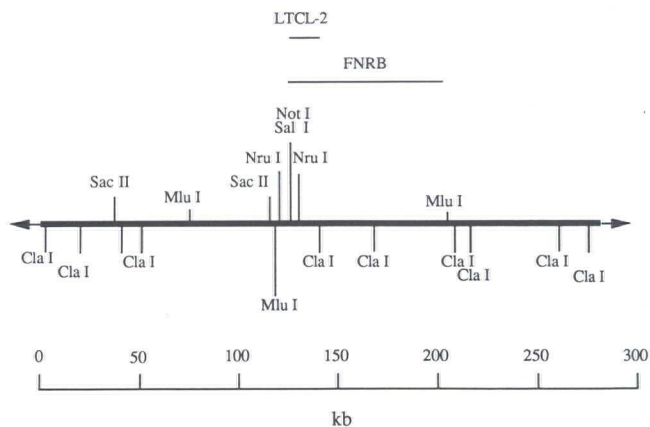 LTCL-2
FNRB
Not I
Sal I
Nru I Nru I
Sac II Sac II
Mlu I Mlu I
Cla I Cla I Cla I Cla I Cla I Cla I Cla I Cla I Cla I
Mlu I
0 50 100 150 200 250 300
kb